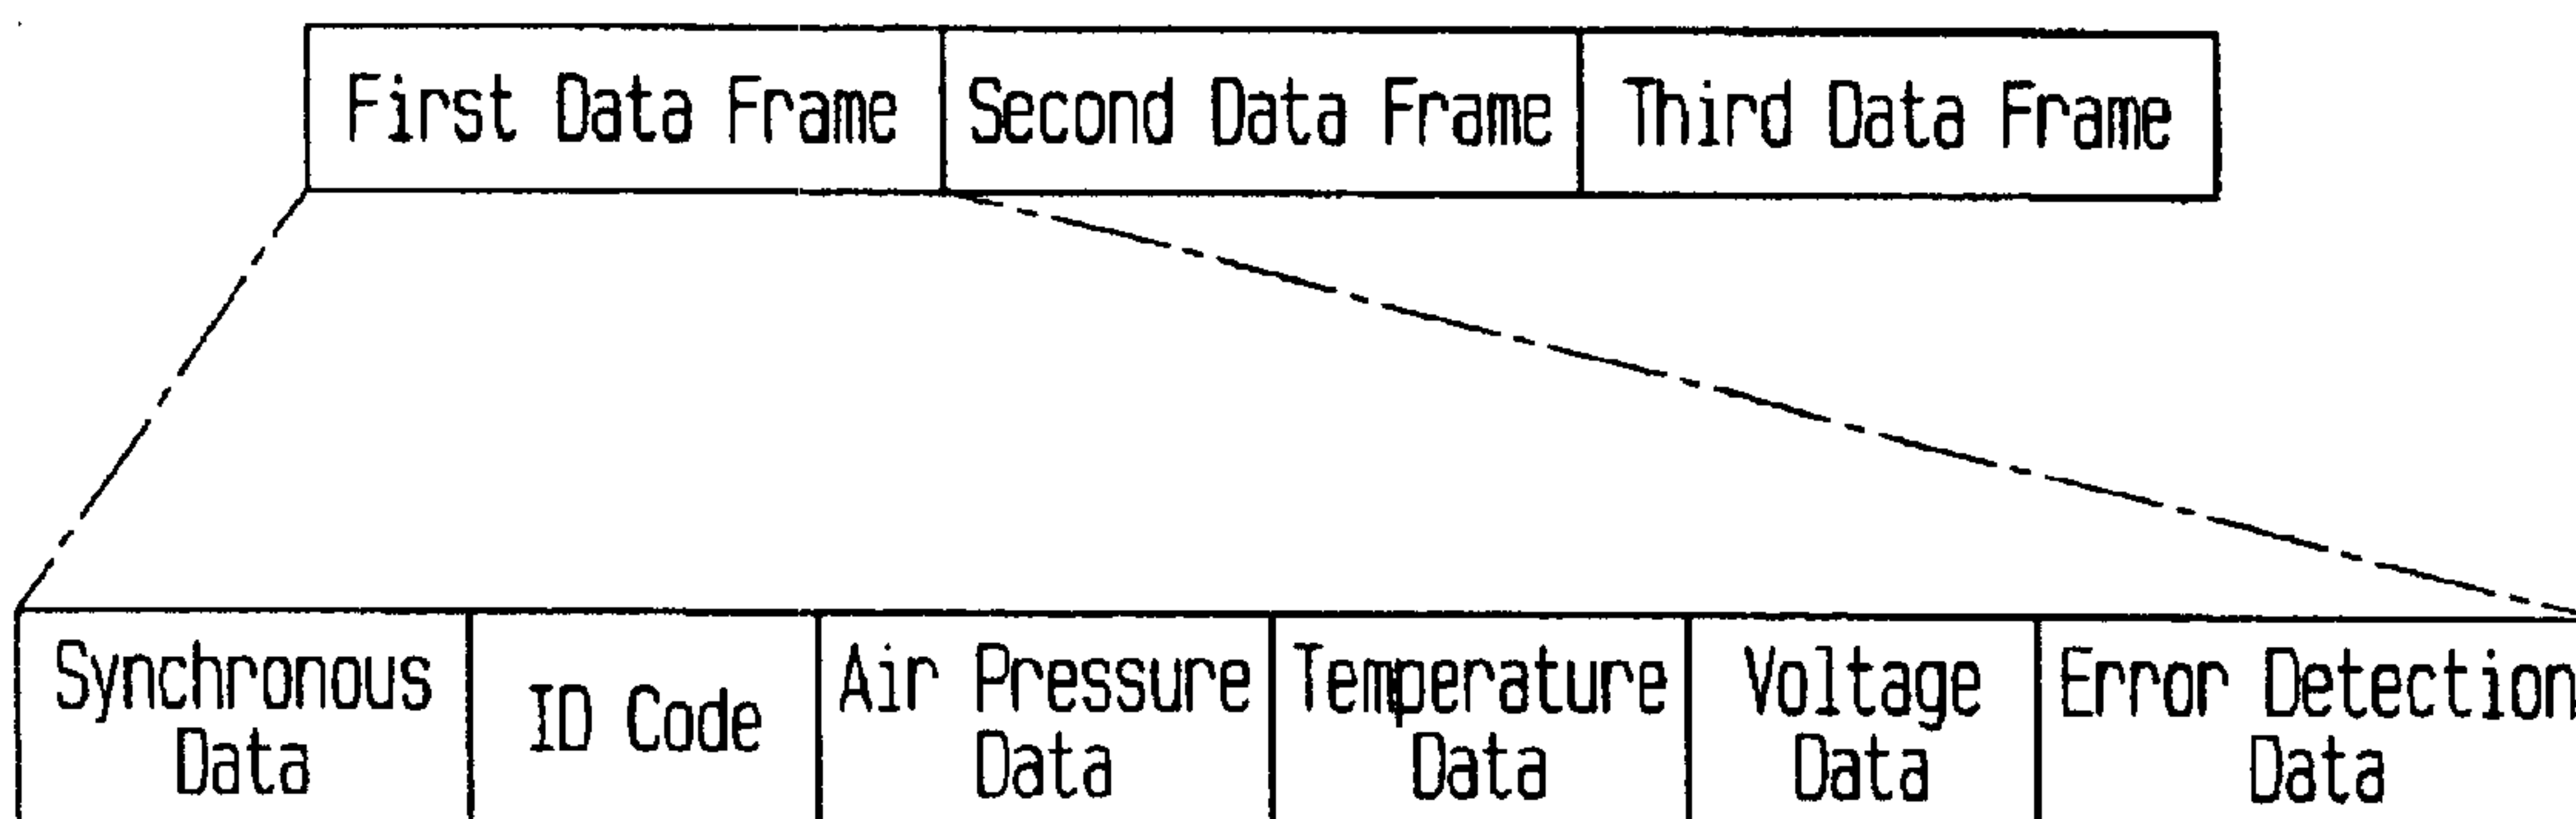 First Data Frame Second Data Frame Third Data Frame
Synchronous Data
ID Code
Air Pressure Data
Temperature Data
Voltage Data
Error Detection Data